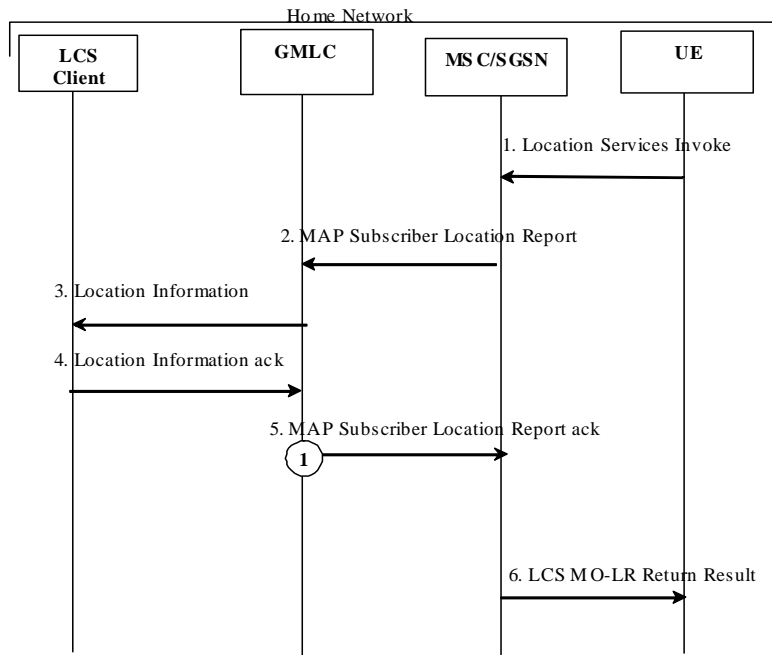 Home Network
LCS
Client
GMLC
MSC/SGSN
UE
1. Location Services Invoke
2. MAP Subscriber Location Report
3. Location Information
4. Location Information ack
5. MAP Subscriber Location Report ack
1
6. LCS MO-LR Return Result